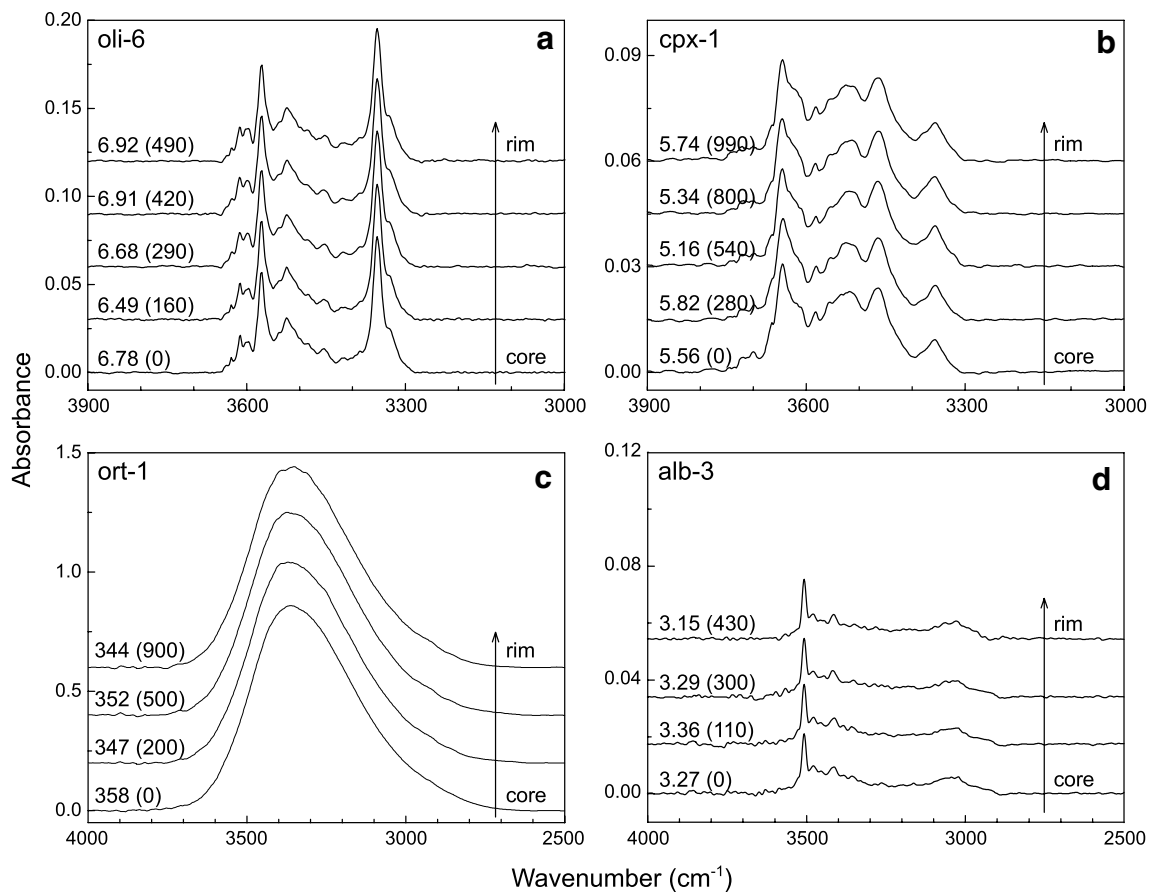 Absorbance
oli-6
a
0.20
0.15
0.10
0.05
0.00
6.92 (490)
6.91 (420)
6.68 (290)
6.49 (160)
6.78 (0)
rim
core
3900
3600
3300
3000
cpx-1
b
0.09
0.06
0.03
0.00
5.74 (990)
5.34 (800)
5.16 (540)
5.82 (280)
5.56 (0)
rim
core
3900
3600
3300
3000
ort-1
c
1.5
1.0
0.5
0.0
344 (900)
352 (500)
347 (200)
358 (0)
rim
core
4000
3500
3000
2500
alb-3
d
0.12
0.08
0.04
0.00
3.15 (430)
3.29 (300)
3.36 (110)
3.27 (0)
rim
core
4000
3500
3000
2500
Wavenumber (cm⁻¹)